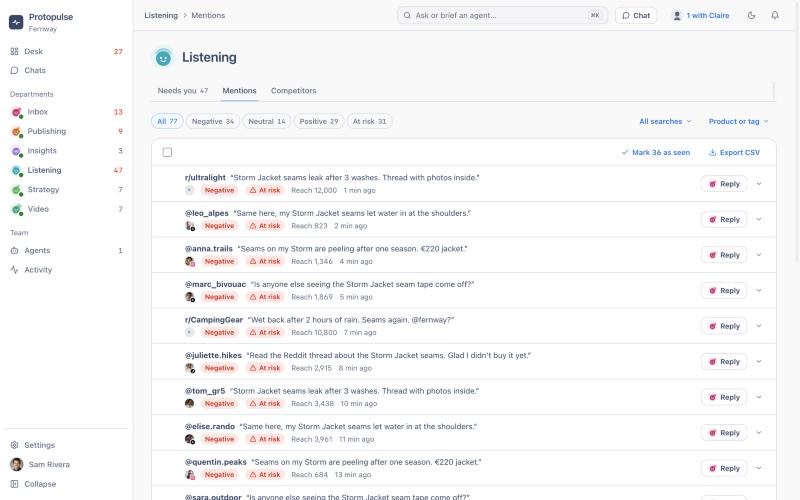 Protopulse
Fernway
Desk 27
Chats
Departments
Inbox 13
Publishing 9
Insights 3
Listening 47
Strategy 7
Video 7
Team
Agents 1
Activity
Settings
Sam Rivera
Collapse
Listening > Mentions
Ask or brief an agent... ⌘K
Chat
1 with Claire
Listening
Needs you 47 Mentions Competitors
All 77 Negative 34 Neutral 14 Positive 29 At risk 31
All searches Product or tag
Mark 36 as seen Export CSV
r/ultralight "Storm Jacket seams leak after 3 washes. Thread with photos inside."
Negative At risk Reach 12,000 1 min ago
Reply
@leo_alpes "Same here, my Storm Jacket seams let water in at the shoulders."
Negative At risk Reach 823 2 min ago
Reply
@anna.trails "Seams on my Storm are peeling after one season. €220 jacket."
Negative At risk Reach 1,346 4 min ago
Reply
@marc_bivouac "Is anyone else seeing the Storm Jacket seam tape come off?"
Negative At risk Reach 1,869 5 min ago
Reply
r/CampingGear "Wet back after 2 hours of rain. Seams again. @fernway?"
Negative At risk Reach 10,800 7 min ago
Reply
@juliette.hikes "Read the Reddit thread about the Storm Jacket seams. Glad I didn't buy it yet."
Negative At risk Reach 2,915 8 min ago
Reply
@tom_gr5 "Storm Jacket seams leak after 3 washes. Thread with photos inside."
Negative At risk Reach 3,438 10 min ago
Reply
@elise.rando "Same here, my Storm Jacket seams let water in at the shoulders."
Negative At risk Reach 3,961 11 min ago
Reply
@quentin.peaks "Seams on my Storm are peeling after one season. €220 jacket."
Negative At risk Reach 684 13 min ago
Reply
@sara.outdoor "Is anyone else seeing the Storm Jacket seam tape come off?"